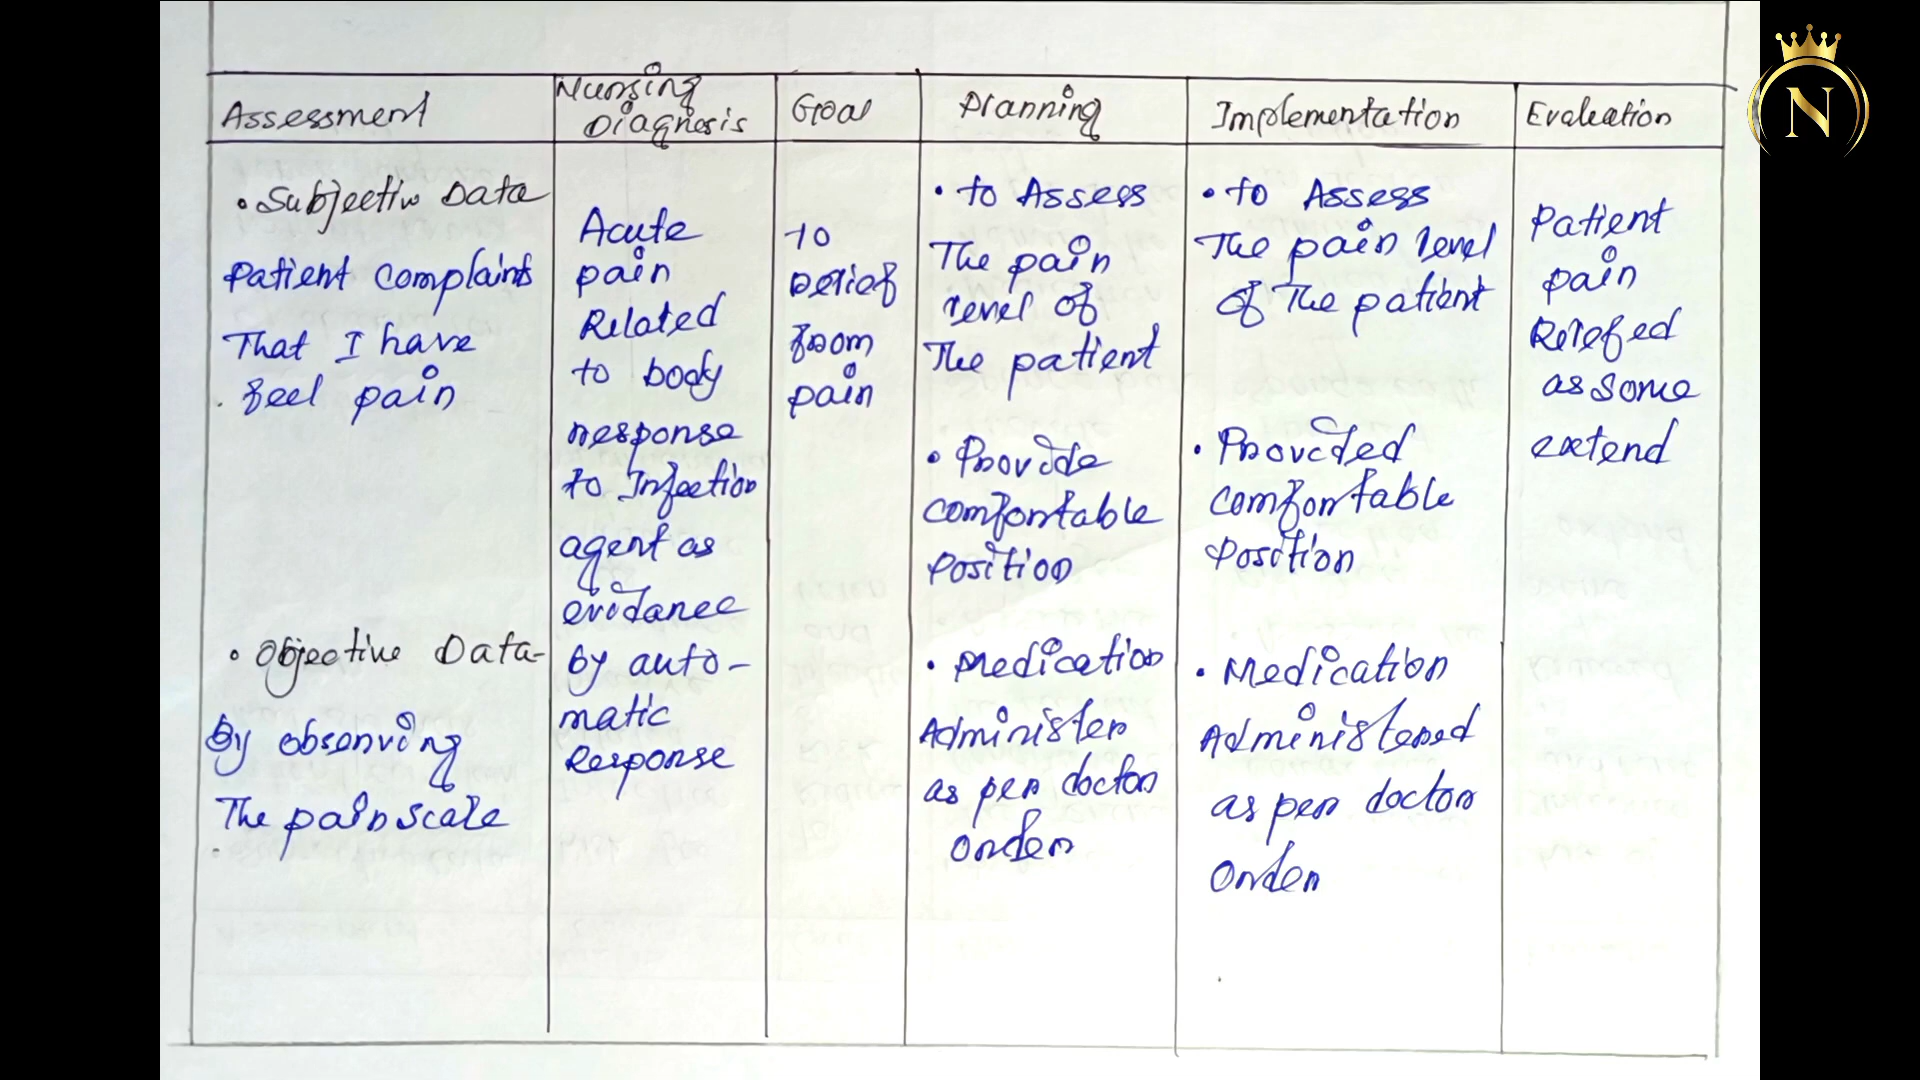 Assessment
Nursing
Diagnosis
Goal
Planning
Implementation
Evaluation
• Subjective Data
Patient complaint
That I have
feel pain
• Objective Data-
By observing
The pain scale
Acute
pain
Related
to body
response
to Infection
agent as
evidance
by auto-
matic
Response
to
Relief
from
pain
• to Assess
The pain
level of
The patient
• Provide
comfortable
Position
• Medication
Administer
as per doctor
order
• to Assess
The pain level
of The patient
• Provided
comfortable
Position
• Medication
Administered
as per doctor
Order
Patient
pain
Relefed
as some
extend
N